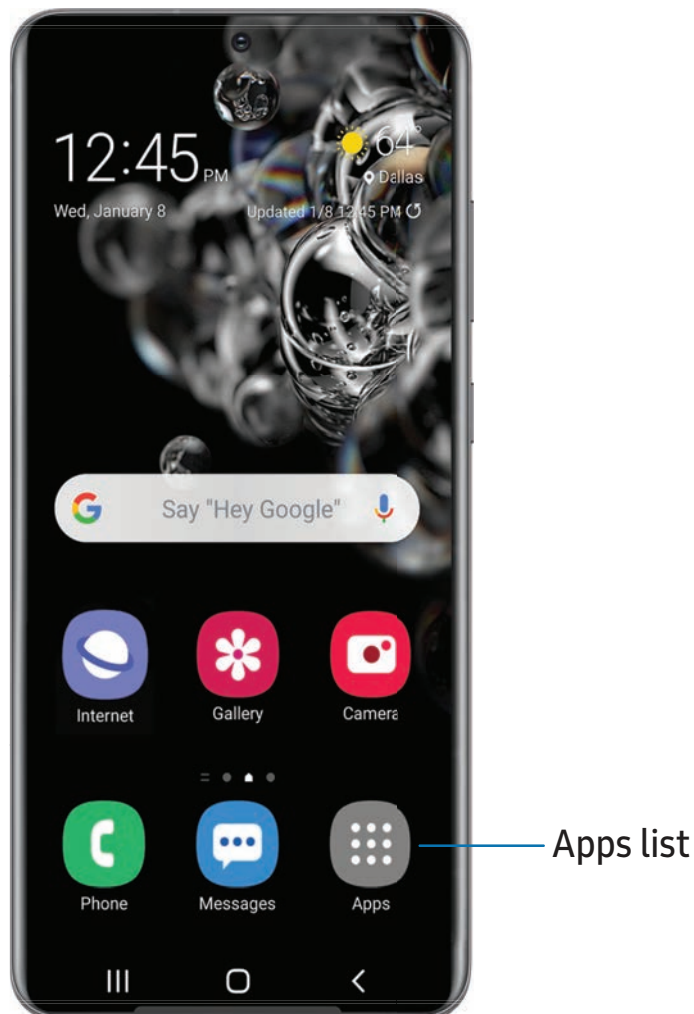 12:45 PM
64°
Dallas
Wed, January 8
Updated 1/8 12:45 PM
Say "Hey Google"
Internet
Gallery
Camera
Phone
Messages
Apps
Apps list